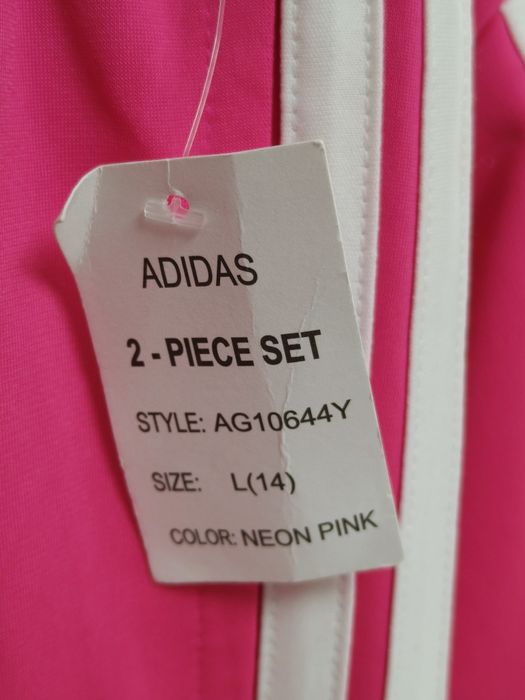 ADIDAS
2 - PIECE SET
STYLE: AG10644Y
SIZE: L(14)
COLOR: NEON PINK